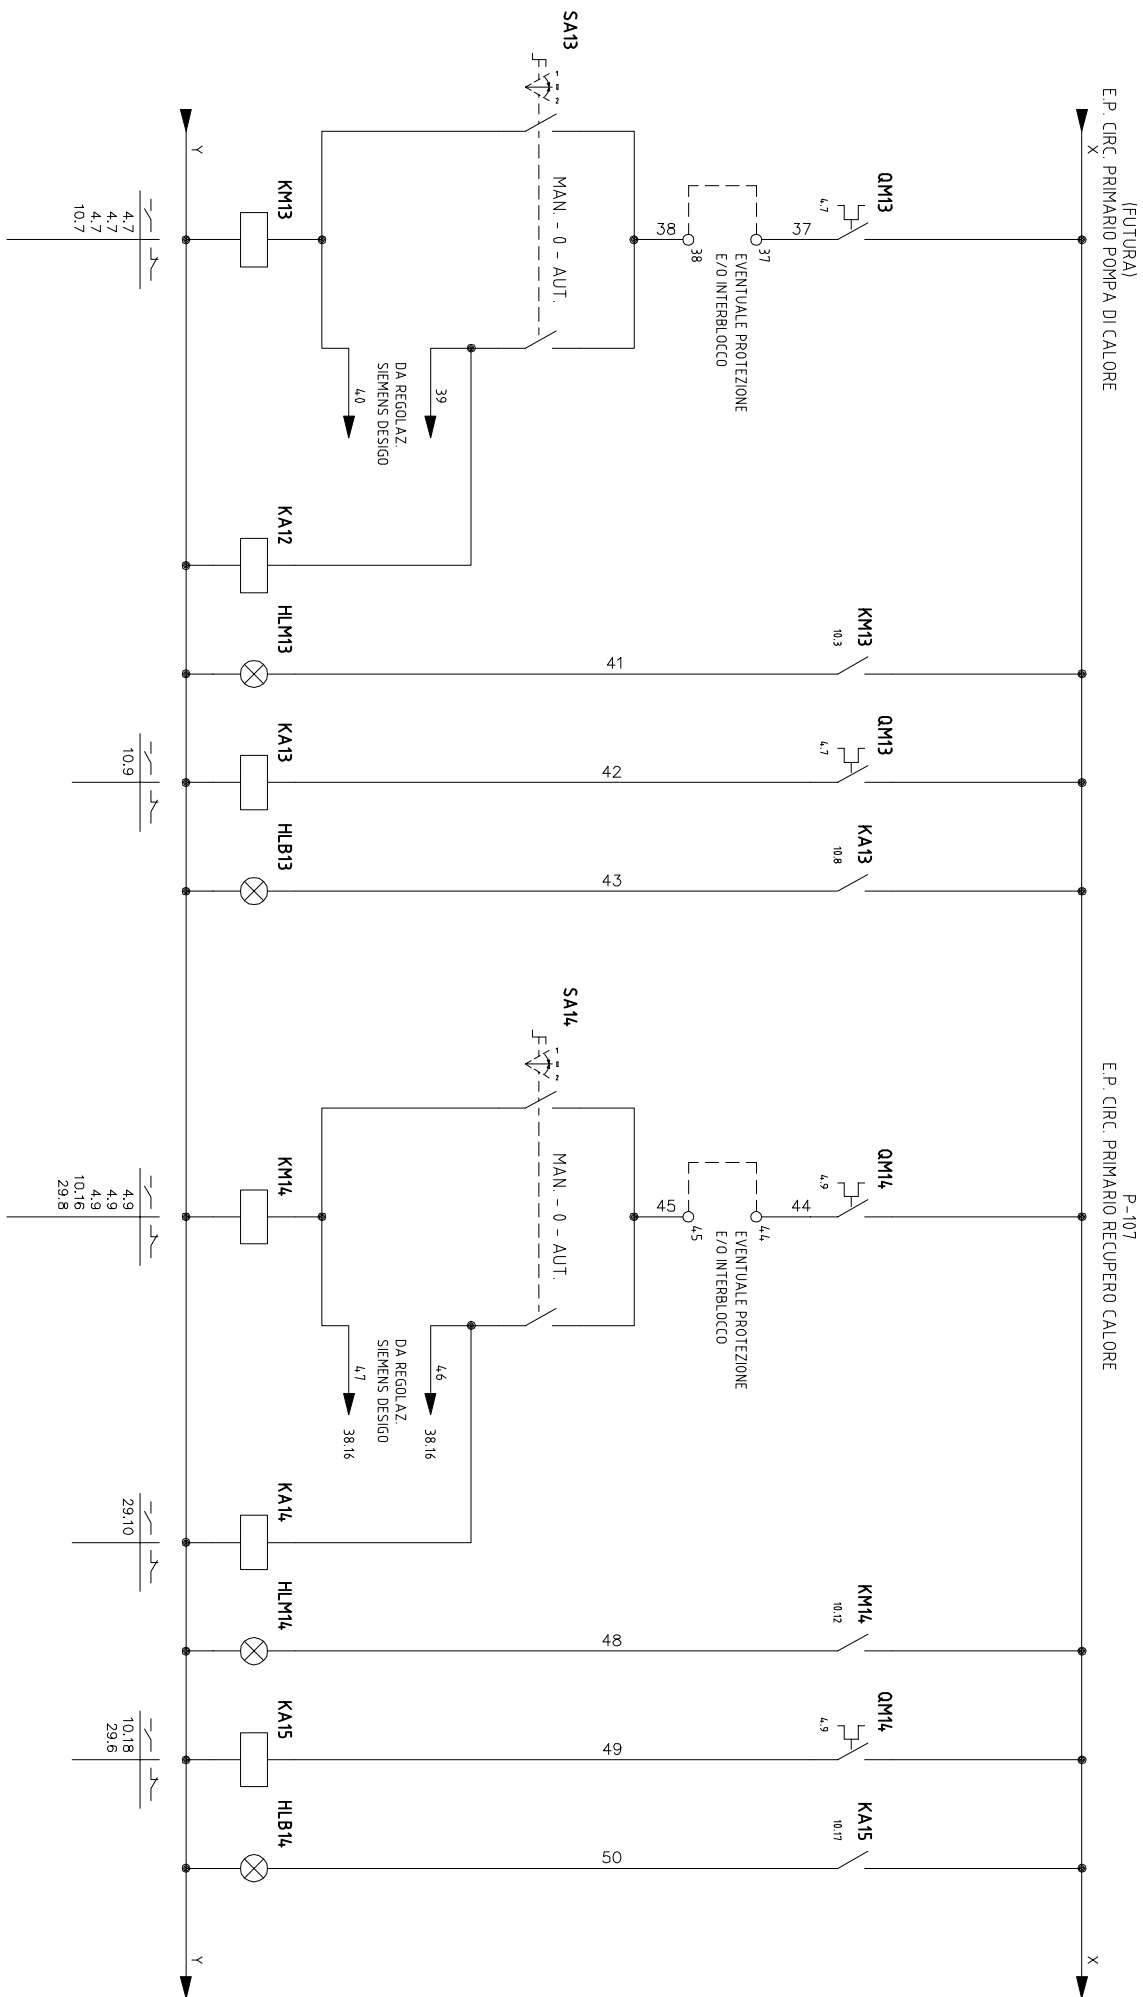 (FUTURA)
E.P. CIRC. PRIMARIO POMPA DI CALORE
P-107
E.P. CIRC. PRIMARIO RECUPERO CALORE
X
X
QM13
4.7
37
37
EVENTUALE PROTEZIONE
E/O INTERBLOCCO
38
38
SA13
1
0
2
MAN. - 0 - AUT.
39
DA REGOLAZ.
SIEMENS DESIGO
40
KM13
KA12
KM13
10.3
41
HLM13
QM13
4.7
42
KA13
KA13
10.8
43
HLB13
QM14
4.9
44
44
EVENTUALE PROTEZIONE
E/O INTERBLOCCO
45
45
SA14
1
0
2
MAN. - 0 - AUT.
46
38.16
DA REGOLAZ.
SIEMENS DESIGO
47
38.16
KM14
KA14
KM14
10.12
48
HLM14
QM14
4.9
49
KA15
KA15
10.17
50
HLB14
Y
Y
4.7
4.7
4.7
10.7
10.9
4.9
4.9
4.9
10.16
29.8
29.10
10.18
29.6